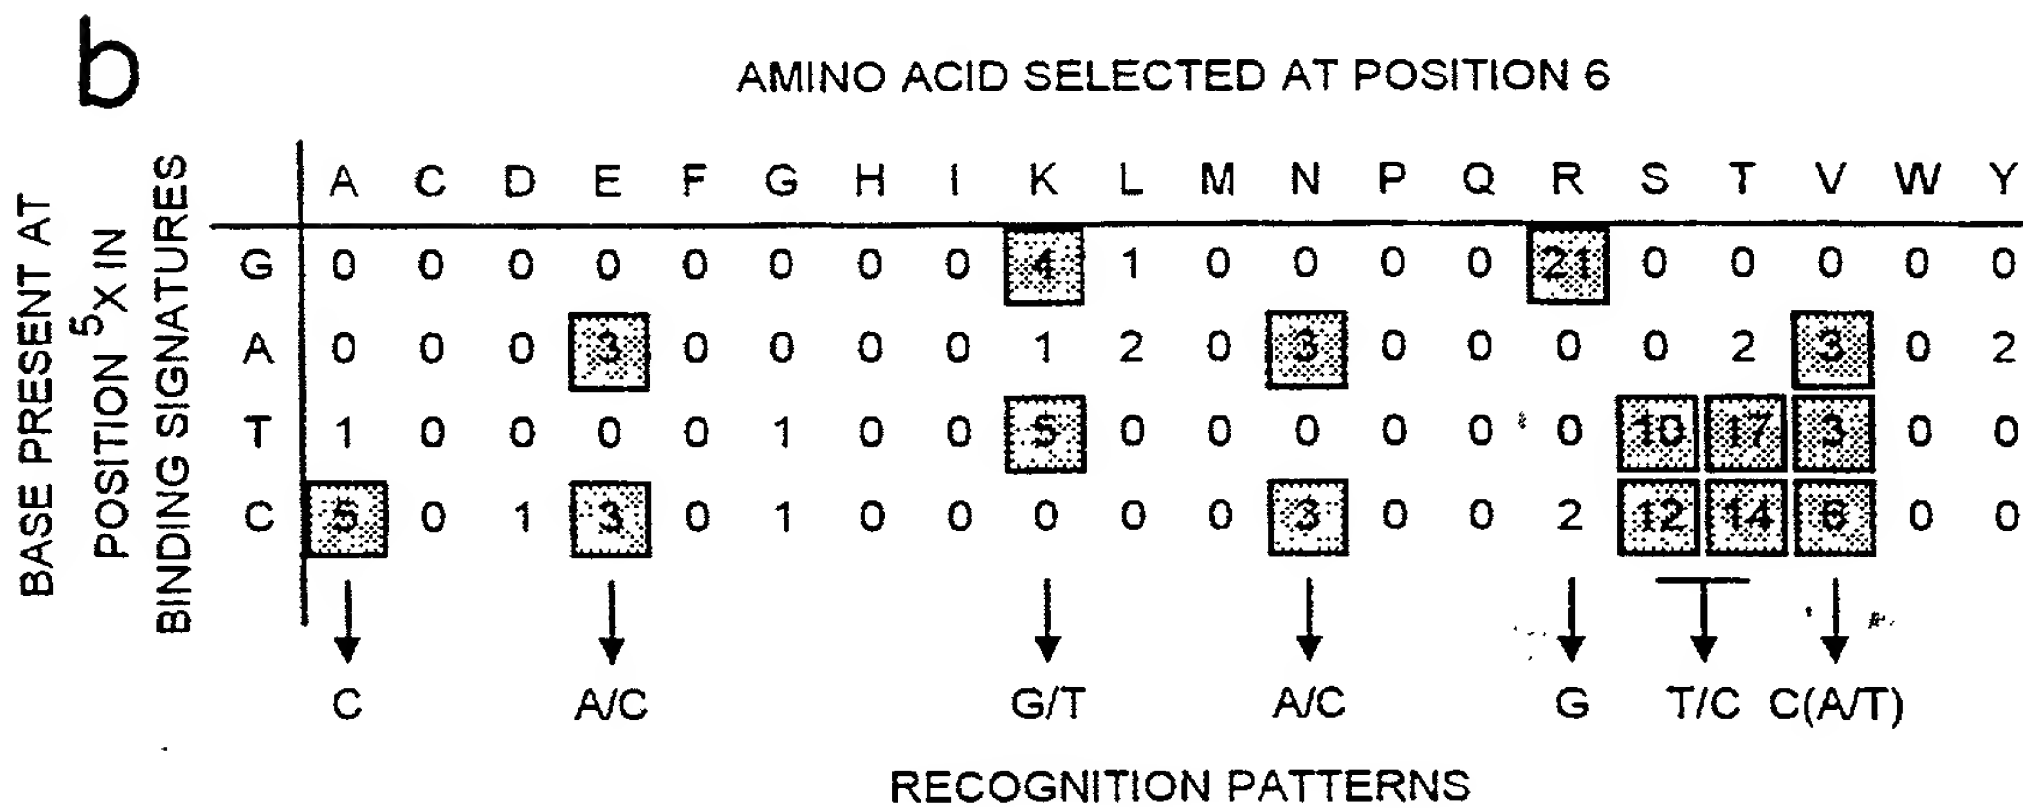 b
AMINO ACID SELECTED AT POSITION 6
BASE PRESENT AT
POSITION 5X IN
BINDING SIGNATURES
A C D E F G H I K L M N P Q R S T V W Y
G 0 0 0 0 0 0 0 0 4 1 0 0 0 0 21 0 0 0 0 0
A 0 0 0 3 0 0 0 0 1 2 0 3 0 0 0 0 2 3 0 2
T 1 0 0 0 0 1 0 0 5 0 0 0 0 0 0 10 17 3 0 0
C 5 0 1 3 0 1 0 0 0 0 0 3 0 0 2 12 14 6 0 0
C A/C G/T A/C G T/C C(A/T)
RECOGNITION PATTERNS